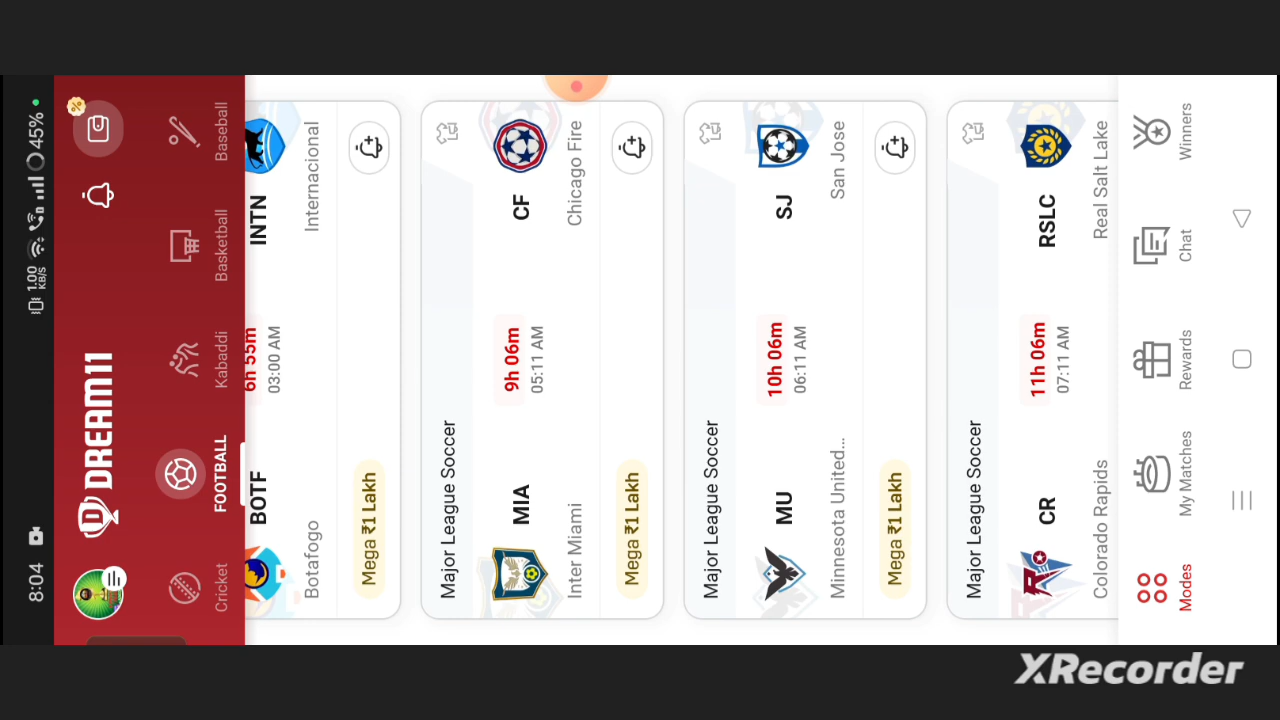 8:04
1.00
KB/S
45%
DREAM11
Cricket
FOOTBALL
Kabaddi
Basketball
Baseball
BOTF
6h 55m
INTN
Botafogo
03:00 AM
Internacional
Mega ₹1 Lakh
Major League Soccer
MIA
9h 06m
CF
Inter Miami
05:11 AM
Chicago Fire
Mega ₹1 Lakh
Major League Soccer
MU
10h 06m
SJ
Minnesota United...
06:11 AM
San Jose
Mega ₹1 Lakh
Major League Soccer
CR
11h 06m
RSLC
Colorado Rapids
07:11 AM
Real Salt Lake
Modes
My Matches
Rewards
Chat
Winners
XRecorder